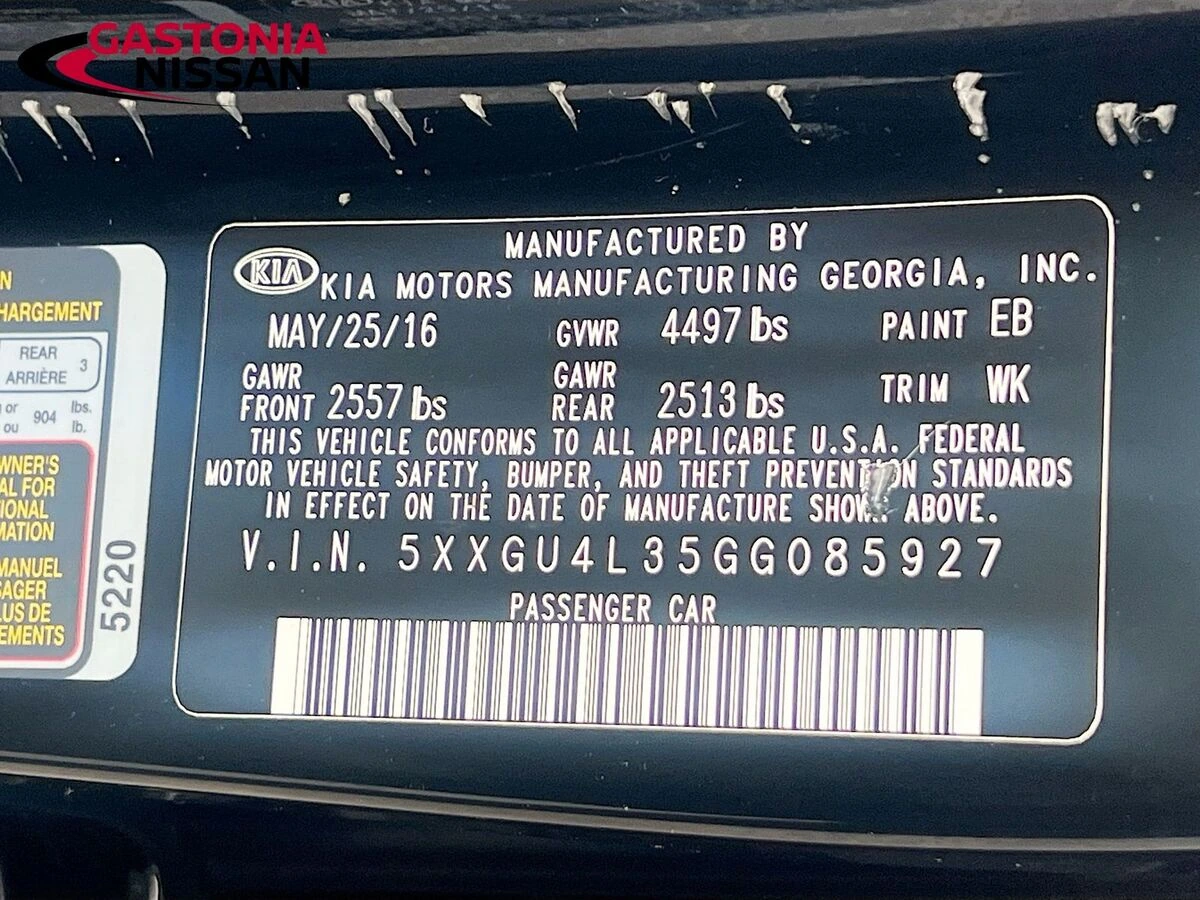 GASTONIA
NISSAN
N
HARGEMENT
REAR
ARRIÈRE 3
or 904 lbs.
ou lb.
WNER'S
AL FOR
IONAL
MATION
MANUEL
SAGER
LUS DE
EMENTS
5220
MANUFACTURED BY
KIA KIA MOTORS MANUFACTURING GEORGIA, INC.
MAY/25/16 GVWR 4497 lbs PAINT EB
GAWR FRONT 2557 lbs GAWR REAR 2513 lbs TRIM WK
THIS VEHICLE CONFORMS TO ALL APPLICABLE U.S.A. FEDERAL
MOTOR VEHICLE SAFETY, BUMPER, AND THEFT PREVENTION STANDARDS
IN EFFECT ON THE DATE OF MANUFACTURE SHOWN ABOVE.
V.I.N. 5XXGU4L35GG085927
PASSENGER CAR